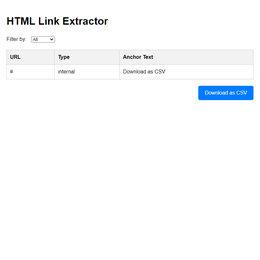 HTML Link Extractor
Filter by: All
URL Type Anchor Text
# internal Download as CSV
Download as CSV